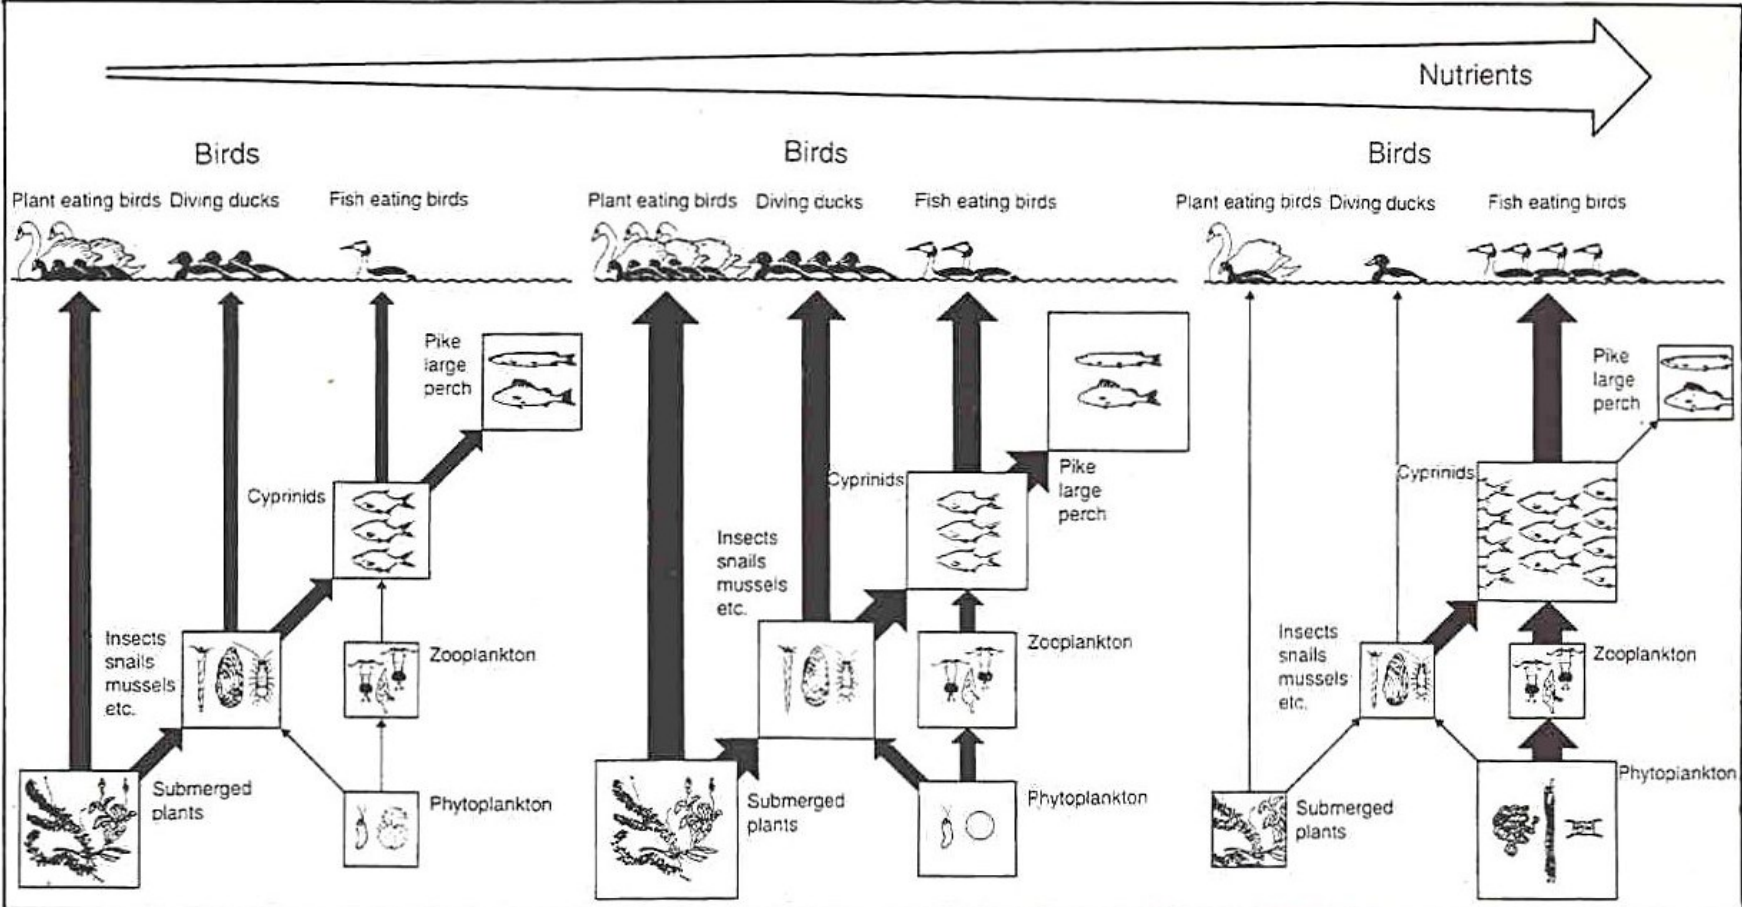 Nutrients
Birds
Plant eating birds Diving ducks Fish eating birds
Pike
large
perch
Cyprinids
Insects
snails
mussels
etc.
Zooplankton
Submerged
plants
Phytoplankton
Birds
Plant eating birds Diving ducks Fish eating birds
Cyprinids
Pike
large
perch
Insects
snails
mussels
etc.
Zooplankton
Submerged
plants
Phytoplankton
Birds
Plant eating birds Diving ducks Fish eating birds
Pike
large
perch
Cyprinids
Insects
snails
mussels
etc.
Zooplankton
Phytoplankton
Submerged
plants